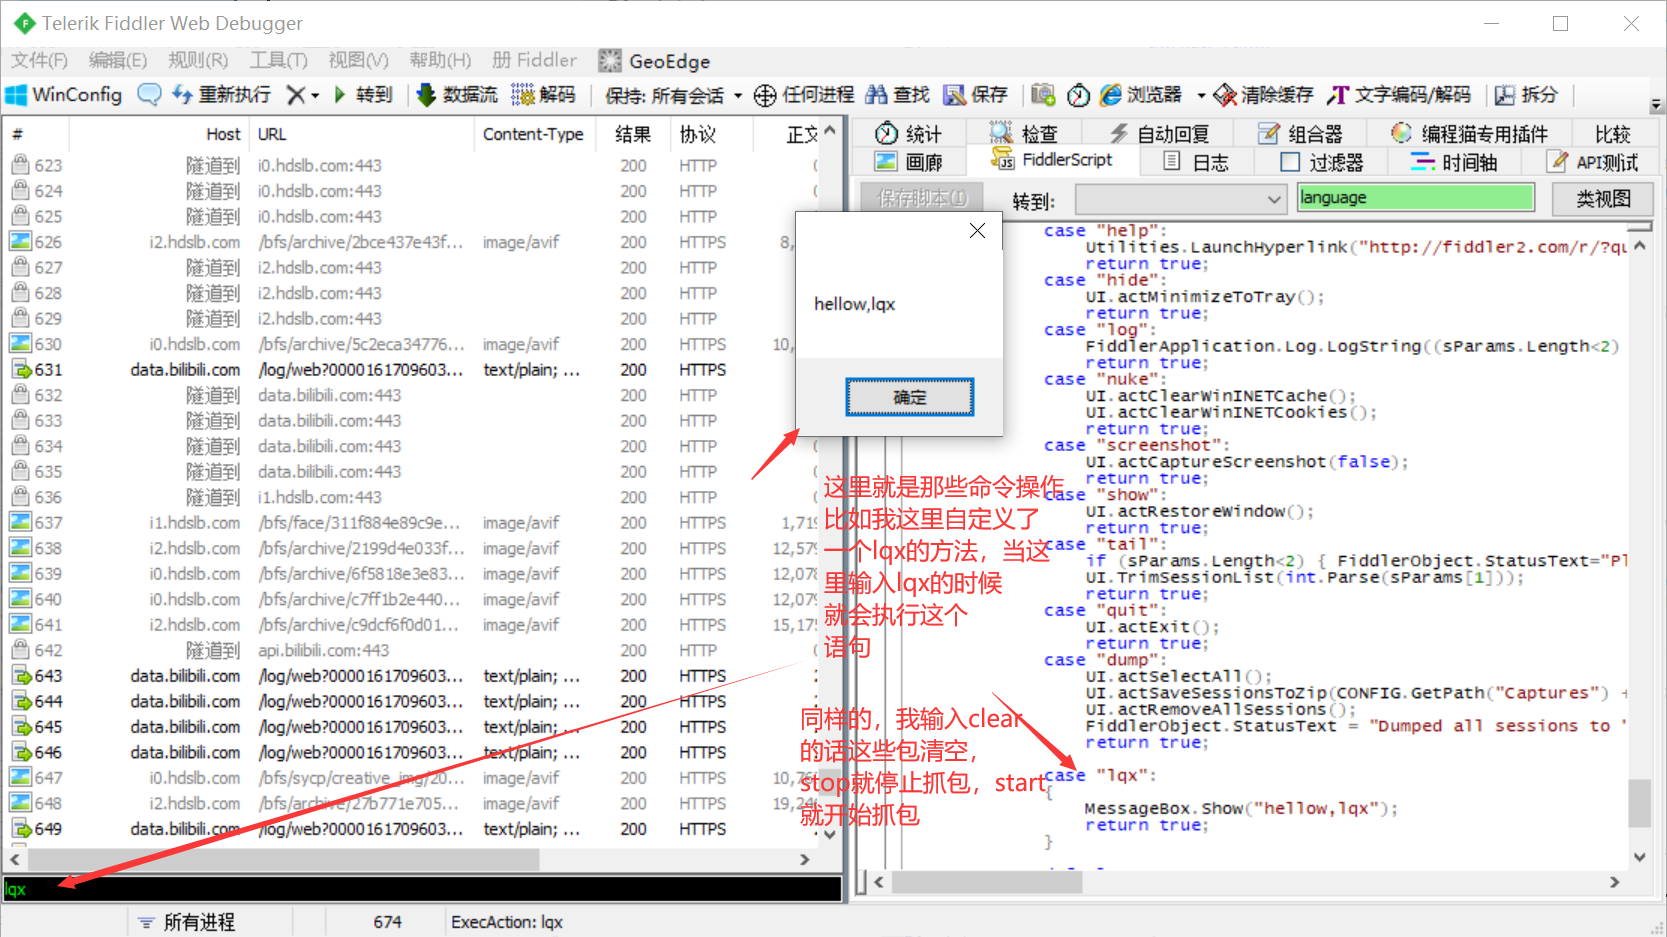 Telerik Fiddler Web Debugger
文件(F) 编辑(E) 规则(R) 工具(T) 视图(V) 帮助(H) 册 Fiddler GeoEdge
WinConfig 重新执行 转到 数据流 解码 保持: 所有会话 任何进程 查找 保存 浏览器 清除缓存 文字编码/解码 拆分
# Host URL Content-Type 结果 协议 正文
623 隧道到 i0.hdslb.com:443 200 HTTP
624 隧道到 i0.hdslb.com:443 200 HTTP
625 隧道到 i0.hdslb.com:443 200 HTTP
626 i2.hdslb.com /bfs/archive/2bce437e43f... image/avif 200 HTTPS 8,
627 隧道到 i2.hdslb.com:443 200 HTTP
628 隧道到 i2.hdslb.com:443 200 HTTP
629 隧道到 i2.hdslb.com:443 200 HTTP
630 i0.hdslb.com /bfs/archive/5c2eca34776... image/avif 200 HTTPS 10,
631 data.bilibili.com /log/web?0000161709603... text/plain; ... 200 HTTPS
632 隧道到 data.bilibili.com:443 200 HTTP
633 隧道到 data.bilibili.com:443 200 HTTP
634 隧道到 data.bilibili.com:443 200 HTTP
635 隧道到 data.bilibili.com:443 200 HTTP
636 隧道到 i1.hdslb.com:443 200 HTTP
637 i1.hdslb.com /bfs/face/311f884e89c9e... image/avif 200 HTTPS 1,719
638 i2.hdslb.com /bfs/archive/2199d4e033f... image/avif 200 HTTPS 12,579
639 i0.hdslb.com /bfs/archive/6f5818e3e83... image/avif 200 HTTPS 12,078
640 i0.hdslb.com /bfs/archive/c7ff1b2e440... image/avif 200 HTTPS 12,079
641 i2.hdslb.com /bfs/archive/c9dcf6f0d01... image/avif 200 HTTPS 15,175
642 隧道到 api.bilibili.com:443 200 HTTP
643 data.bilibili.com /log/web?0000161709603... text/plain; ... 200 HTTPS
644 data.bilibili.com /log/web?0000161709603... text/plain; ... 200 HTTPS
645 data.bilibili.com /log/web?0000161709603... text/plain; ... 200 HTTPS
646 data.bilibili.com /log/web?0000161709603... text/plain; ... 200 HTTPS
647 i0.hdslb.com /bfs/sycp/creative_img/20... image/avif 200 HTTPS 10,76
648 i2.hdslb.com /bfs/archive/27b771e705... image/avif 200 HTTPS 19,24
649 data.bilibili.com /log/web?0000161709603... text/plain; ... 200 HTTPS
lqx
所有进程 674 ExecAction: lqx
hellow,lqx
确定
这里就是那些命令操作
比如我这里自定义了
一个lqx的方法，当这
里输入lqx的时候
就会执行这个
语句
同样的，我输入clear
的话这些包清空，
stop就停止抓包，start
就开始抓包
统计 检查 自动回复 组合器 编程猫专用插件 比较
画廊 FiddlerScript 日志 过滤器 时间轴 API测试
保存脚本(I) 转到: language 类视图
case "help":
Utilities.LaunchHyperlink("http://fiddler2.com/r/?qu
return true;
case "hide":
UI.actMinimizeToTray();
return true;
case "log":
FiddlerApplication.Log.LogString((sParams.Length<2)
return true;
case "nuke":
UI.actClearWinINETCache();
UI.actClearWinINETCookies();
return true;
case "screenshot":
UI.actCaptureScreenshot(false);
return true;
case "show":
UI.actRestoreWindow();
return true;
case "tail":
if (sParams.Length<2) { FiddlerObject.StatusText="Pl
UI.TrimSessionList(int.Parse(sParams[1]));
return true;
case "quit":
UI.actExit();
return true;
case "dump":
UI.actSelectAll();
UI.actSaveSessionsToZip(CONFIG.GetPath("Captures") +
UI.actRemoveAllSessions();
FiddlerObject.StatusText = "Dumped all sessions to "
return true;
case "lqx":
{
MessageBox.Show("hellow,lqx");
return true;
}